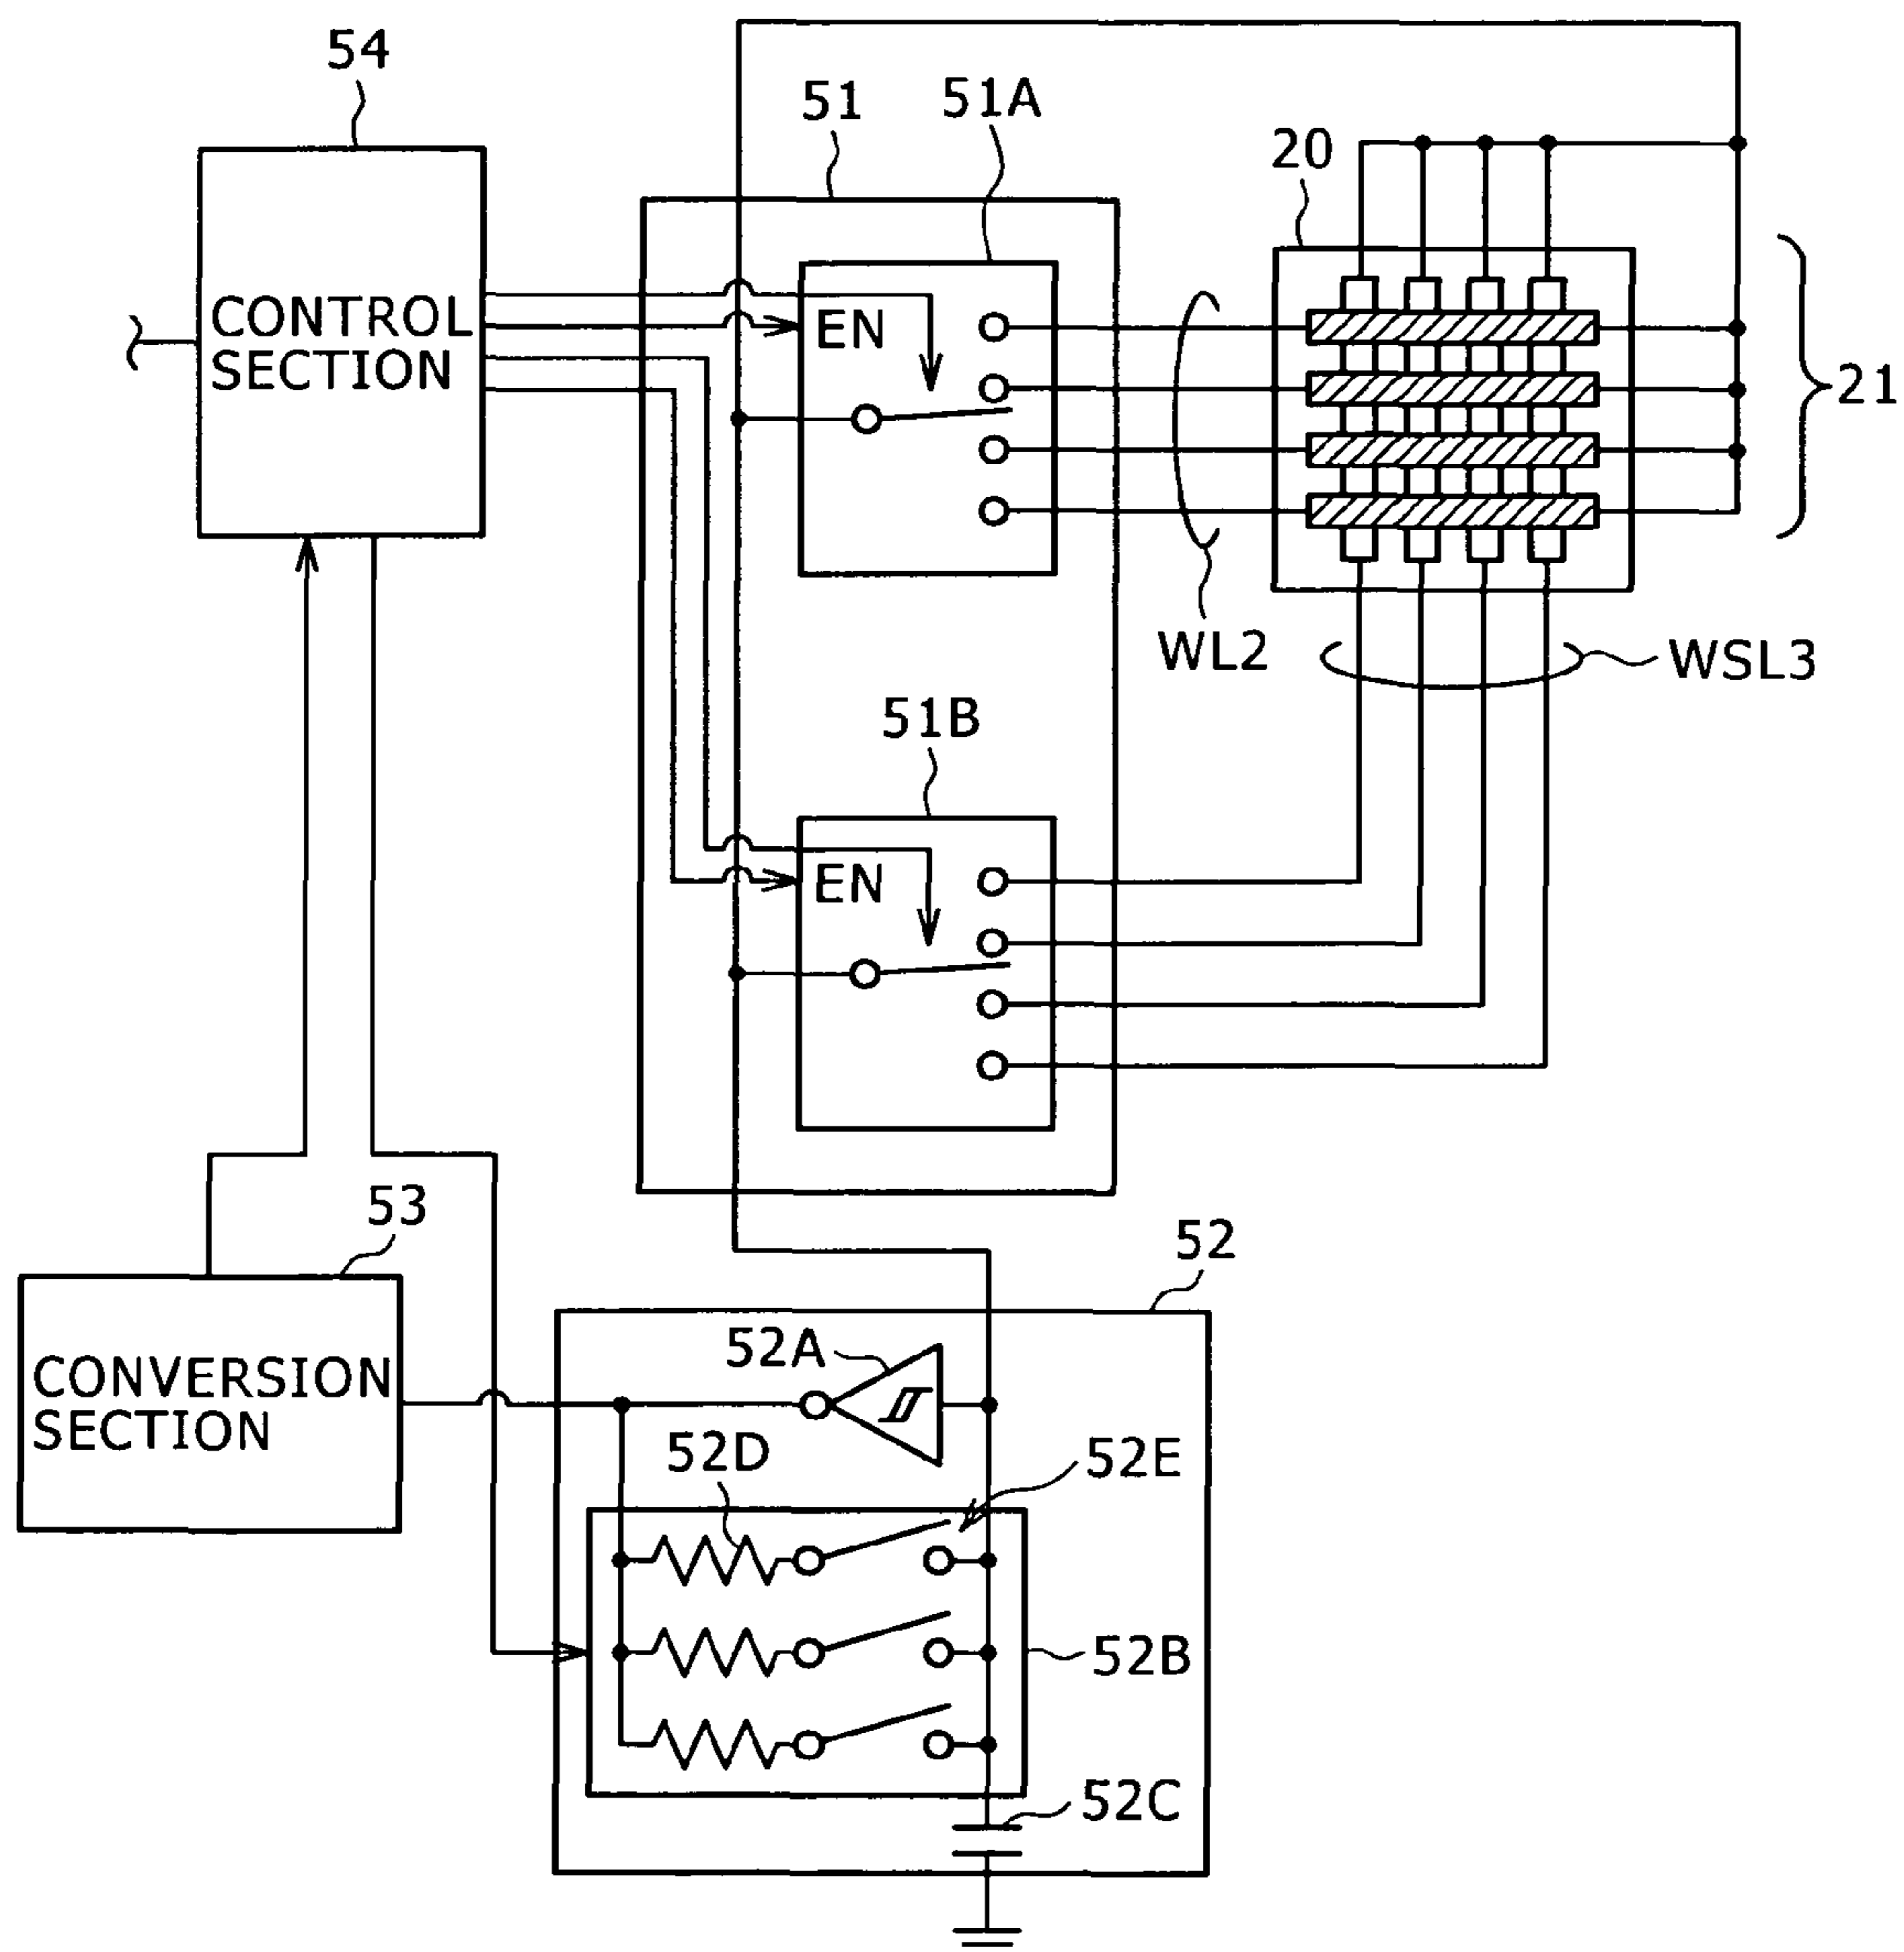 54
51
51A
20
CONTROL
SECTION
EN
21
WL2
WSL3
51B
EN
53
52
CONVERSION
SECTION
52A
52D
52E
52B
52C